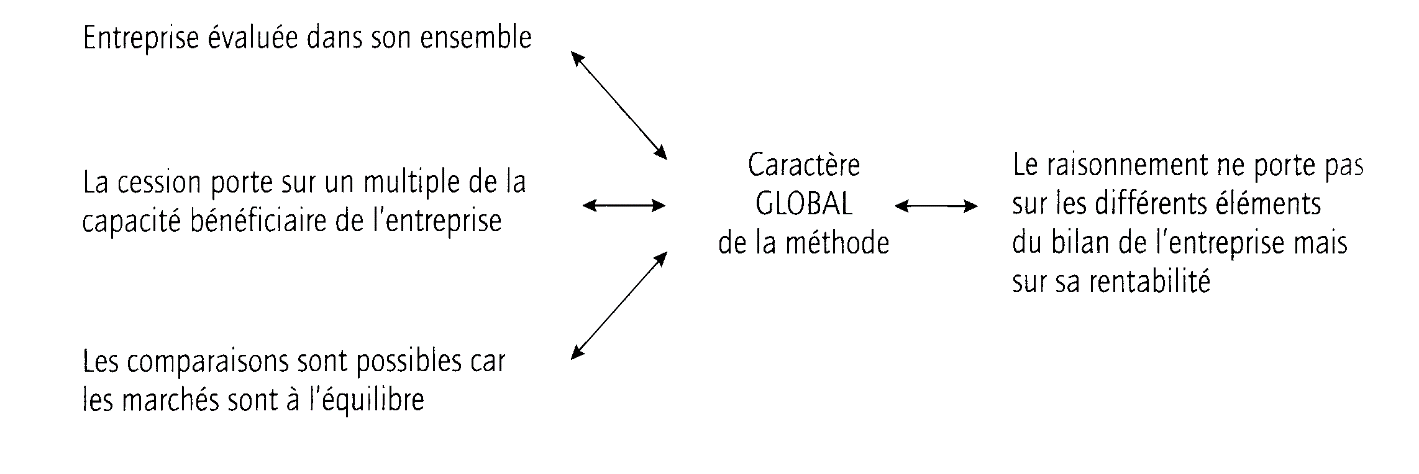 Entreprise évaluée dans son ensemble
La cession porte sur un multiple de la
capacité bénéficiaire de l'entreprise
Les comparaisons sont possibles car
les marchés sont à l'équilibre
Caractère
GLOBAL
de la méthode
Le raisonnement ne porte pas
sur les différents éléments
du bilan de l'entreprise mais
sur sa rentabilité